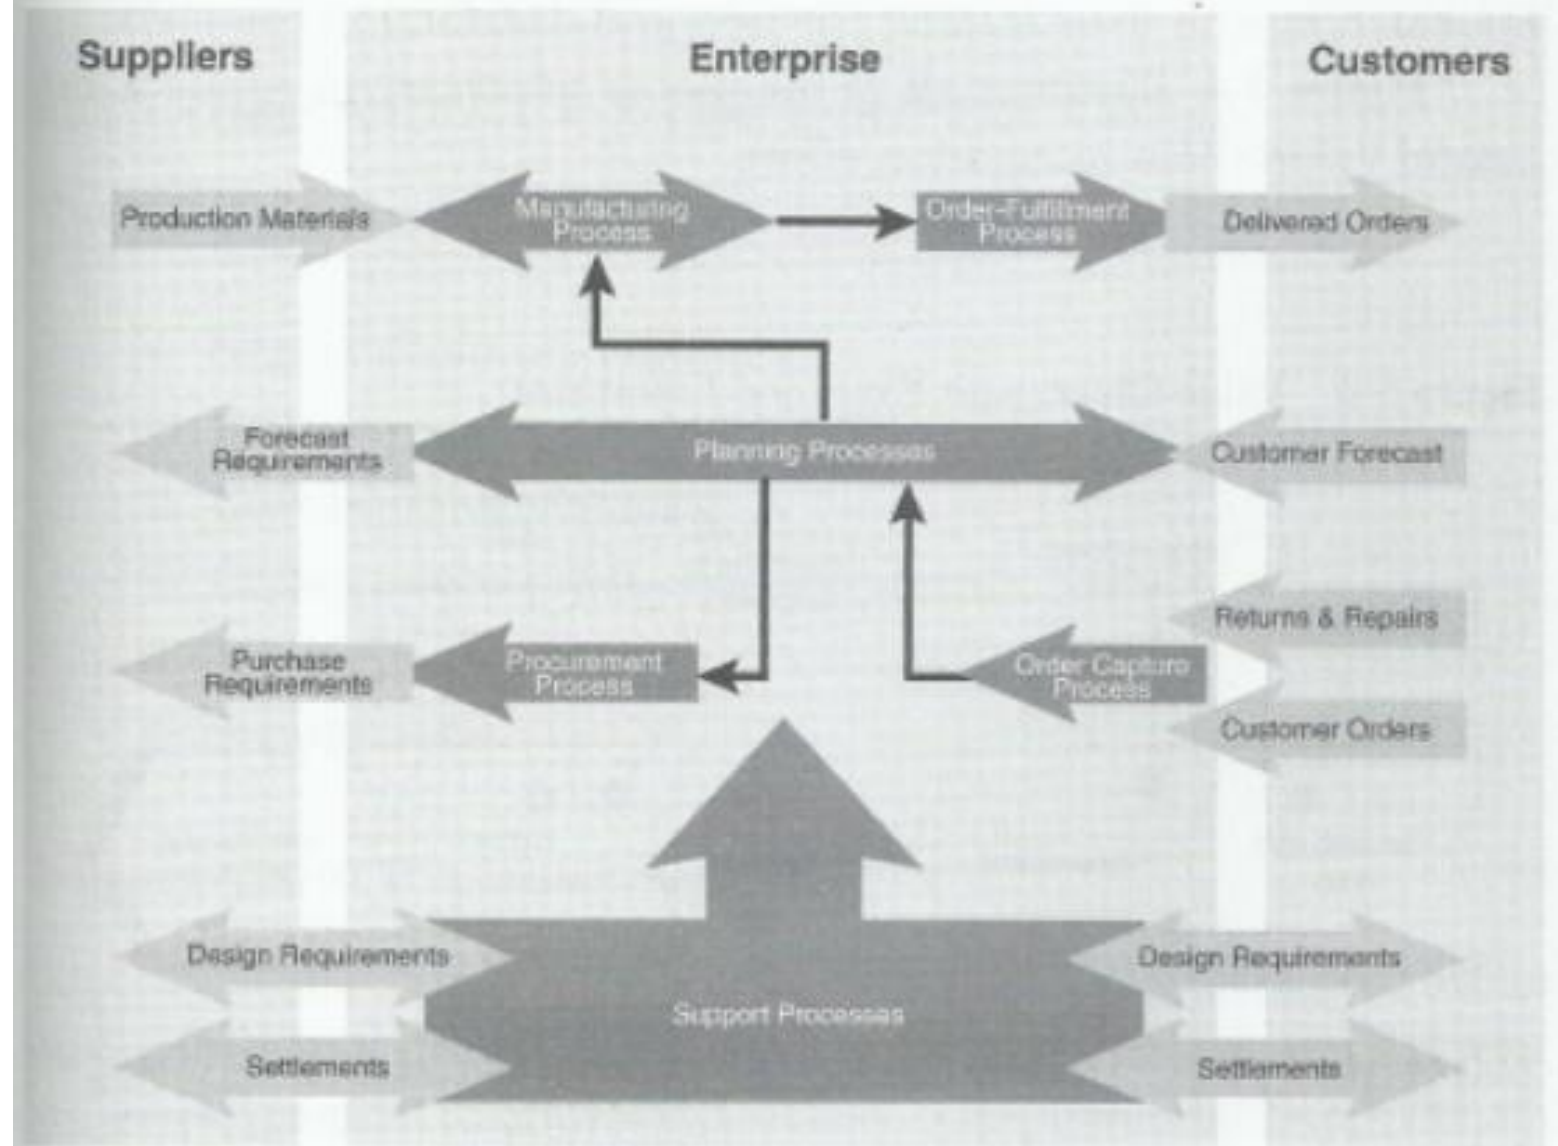 Suppliers
Enterprise
Customers
Production Materials
Manufacturing
Process
Order-Fulfillment
Process
Delivered Orders
Forecast
Requirements
Planning Processes
Customer Forecast
Returns & Repairs
Purchase
Requirements
Procurement
Process
Order Capture
Process
Customer Orders
Design Requirements
Design Requirements
Support Processes
Settlements
Settlements